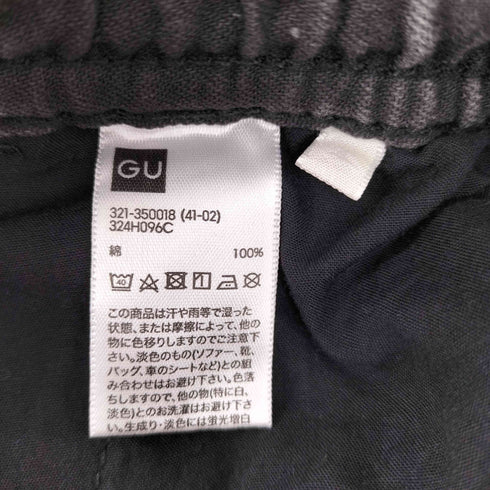 GU
321-350018 (41-02)
324H096C
綿 100%
40
この商品は汗や雨等で湿った
状態、または摩擦によって、他の
物に色移りしますのでご注意下
さい。淡色のもの(ソファー、靴、
バッグ、車のシートなど)との組
み合わせはお避け下さい。色落
ちしますので、他の物(特に白、
淡色)とのお洗濯はお避け下さ
い。生成り・淡色には蛍光増白